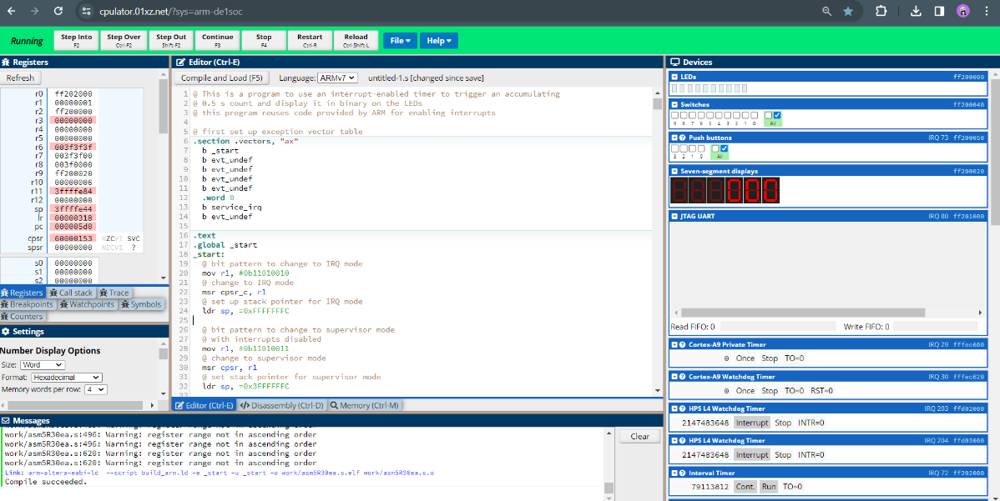 cpulator.01xz.net/?sys=arm-de1soc
Running
Step Into F2
Step Over Ctrl-F2
Step Out Shift-F2
Continue F3
Stop F4
Restart Ctrl-R
Reload Ctrl-Shift-L
File
Help
Registers
Refresh
r0 ff202000
r1 00000001
r2 ff200000
r3 00000000
r4 00000000
r5 00000000
r6 003f3f3f
r7 003f3f00
r8 003f0000
r9 ff200020
r10 00000006
r11 3ffffe84
r12 00000000
sp 3ffffe44
lr 00000318
pc 000005d0
cpsr 60000153 NZCVI SVC
spsr 00000000 NZCVI ?
s0 00000000
s1 00000000
s2 00000000
Registers Call stack Trace
Breakpoints Watchpoints Symbols
Counters
Settings
Number Display Options
Size: Word
Format: Hexadecimal
Memory words per row: 4
Editor (Ctrl-E)
Compile and Load (F5) Language: ARMv7 untitled-1.s [changed since save]
1 @ This is a program to use an interrupt-enabled timer to trigger an accumulating
2 @ 0.5 s count and display it in binary on the LEDs
3 @ this program reuses code provided by ARM for enabling interrupts
4
5 @ first set up exception vector table
6 .section .vectors, "ax"
7 b _start
8 b evt_undef
9 b evt_undef
10 b evt_undef
11 b evt_undef
12 .word 0
13 b service_irq
14 b evt_undef
15
16 .text
17 .global _start
18 _start:
19 @ bit pattern to change to IRQ mode
20 mov r1, #0b11010010
21 @ change to IRQ mode
22 msr cpsr_c, r1
23 @ set up stack pointer for IRQ mode
24 ldr sp, =0xFFFFFFFC
25
26 @ bit pattern to change to supervisor mode
27 @ with interrupts disabled
28 mov r1, #0b11010011
29 @ change to supervisor mode
30 msr cpsr, r1
31 @ set stack pointer for supervisor mode
32 ldr sp, =0x3FFFFFFC
33
Editor (Ctrl-E) Disassembly (Ctrl-D) Memory (Ctrl-M)
Messages
Clear
work/asm5R30ea.s:496: Warning: register range not in ascending order
work/asm5R30ea.s:496: Warning: register range not in ascending order
work/asm5R30ea.s:620: Warning: register range not in ascending order
work/asm5R30ea.s:620: Warning: register range not in ascending order
Link: arm-altera-eabi-ld --script build_arm.ld -e _start -u _start -o work/asm5R30ea.s.elf work/asm5R30ea.s.o
Compile succeeded.
Devices
LEDs ff200000
Switches ff200040
9 8 7 6 5 4 3 2 1 0 All
Push buttons IRQ 73 ff200050
3 2 1 0 All
Seven-segment displays ff200020
000
JTAG UART IRQ 80 ff201000
Read FIFO: 0 Write FIFO: 0
Cortex-A9 Private Timer IRQ 29 fffec600
0 Once Stop TO=0
Cortex-A9 Watchdog Timer IRQ 30 fffec620
0 Once Stop TO=0 RST=0
HPS L4 Watchdog Timer IRQ 203 ffd02000
2147483648 Interrupt Stop INTR=0
HPS L4 Watchdog Timer IRQ 204 ffd03000
2147483648 Interrupt Stop INTR=0
Interval Timer IRQ 72 ff202000
79113812 Cont. Run TO=0